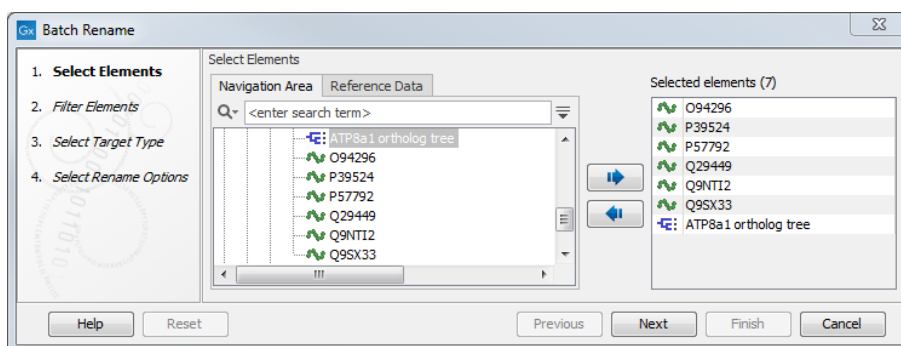 Gx Batch Rename
1. Select Elements
2. Filter Elements
3. Select Target Type
4. Select Rename Options
Select Elements
Navigation Area Reference Data
<enter search term>
ATP8a1 ortholog tree
O94296
P39524
P57792
Q29449
Q9NTI2
Q9SX33
Selected elements (7)
O94296
P39524
P57792
Q29449
Q9NTI2
Q9SX33
ATP8a1 ortholog tree
Help Reset Previous Next Finish Cancel